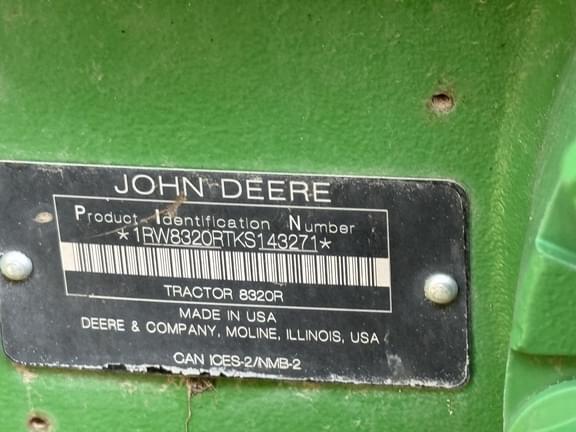 JOHN DEERE
Product Identification Number
*1RW8320RTKS143271*
TRACTOR 8320R
MADE IN USA
DEERE & COMPANY, MOLINE, ILLINOIS, USA
CAN ICES-2/NMB-2